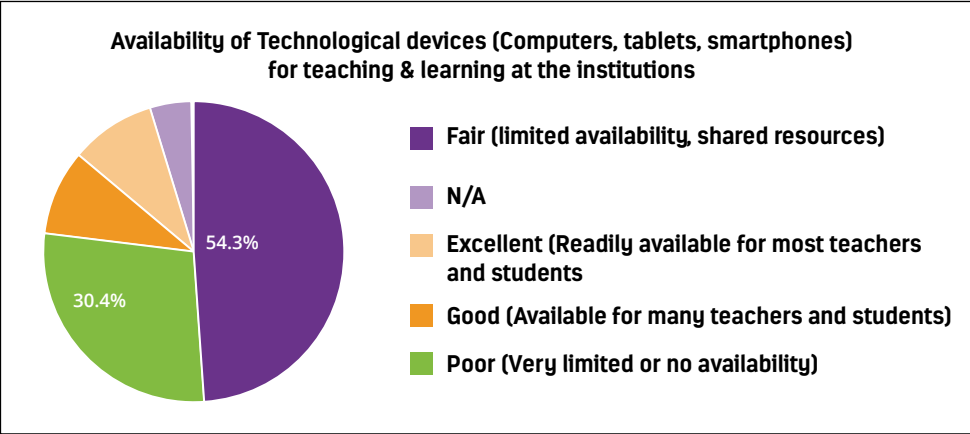 Availability of Technological devices (Computers, tablets, smartphones)
for teaching & learning at the institutions
54.3%
30.4%
Fair (limited availability, shared resources)
N/A
Excellent (Readily available for most teachers
and students
Good (Available for many teachers and students)
Poor (Very limited or no availability)